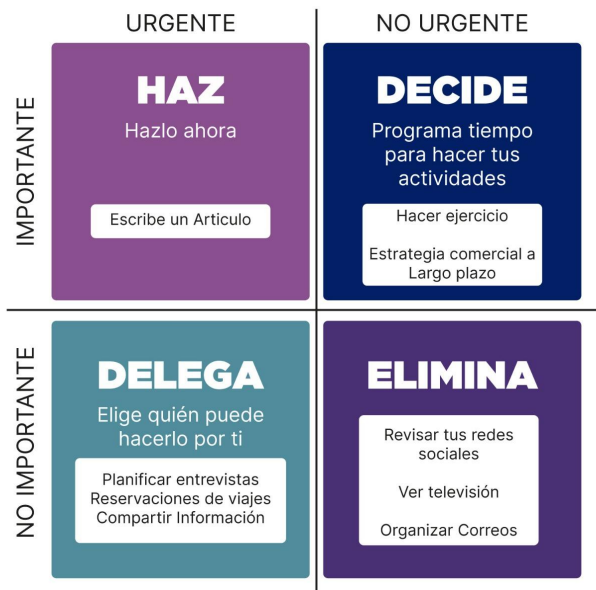 URGENTE
NO URGENTE
IMPORTANTE
HAZ
Hazlo ahora
Escribe un Articulo
DECIDE
Programa tiempo
para hacer tus
actividades
Hacer ejercicio
Estrategia comercial a
Largo plazo
NO IMPORTANTE
DELEGA
Elige quién puede
hacerlo por ti
Planificar entrevistas
Reservaciones de viajes
Compartir Información
ELIMINA
Revisar tus redes
sociales
Ver televisión
Organizar Correos